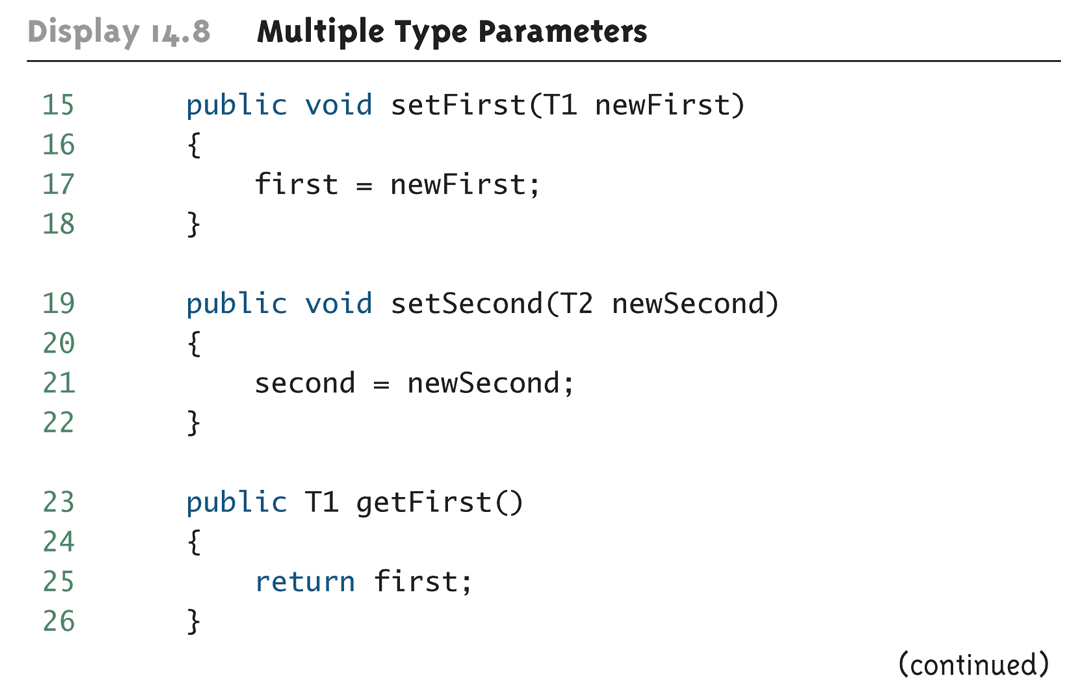 Display 14.8 Multiple Type Parameters
15 public void setFirst(T1 newFirst)
16 {
17 first = newFirst;
18 }
19 public void setSecond(T2 newSecond)
20 {
21 second = newSecond;
22 }
23 public T1 getFirst()
24 {
25 return first;
26 }
(continued)